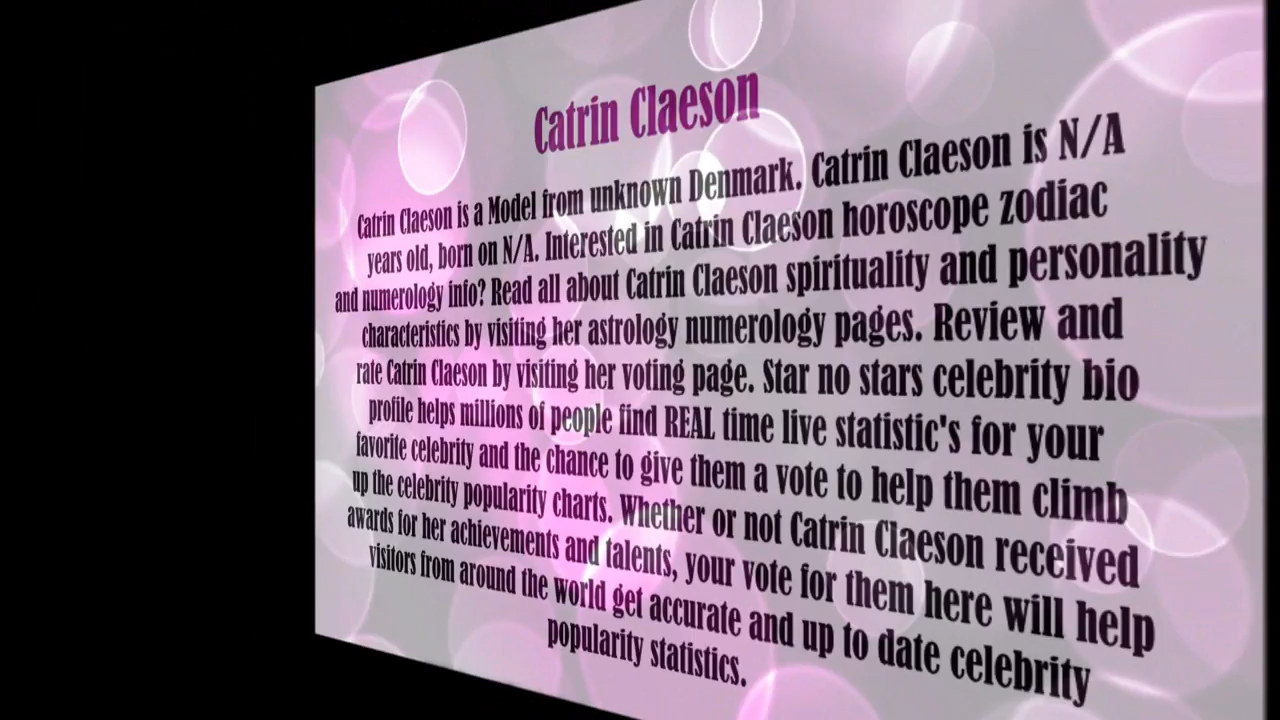 Catrin Claeson
Catrin Claeson is a Model from unknown Denmark. Catrin Claeson is N/A
years old, born on N/A. Interested in Catrin Claeson horoscope zodiac
and numerology info? Read all about Catrin Claeson spirituality and personality
characteristics by visiting her astrology numerology pages. Review and
rate Catrin Claeson by visiting her voting page. Star no stars celebrity bio
profile helps millions of people find REAL time live statistic's for your
favorite celebrity and the chance to give them a vote to help them climb
up the celebrity popularity charts. Whether or not Catrin Claeson received
awards for her achievements and talents, your vote for them here will help
visitors from around the world get accurate and up to date celebrity
popularity statistics.